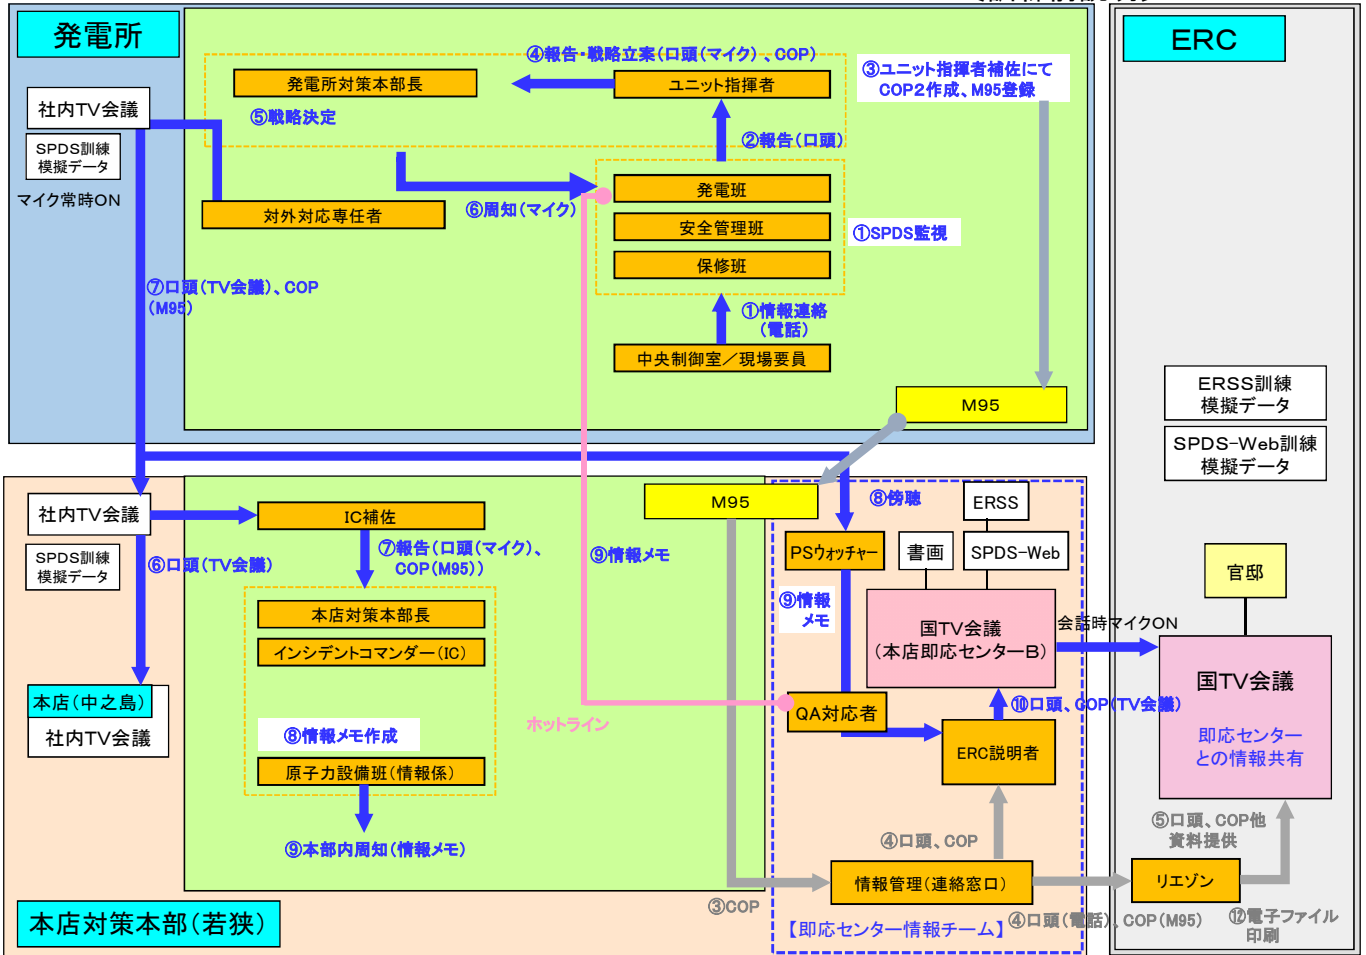 発電所
④報告・戦略立案(口頭(マイク)、COP)
発電所対策本部長
ユニット指揮者
③ユニット指揮者補佐にて
COP2作成、M95登録
社内TV会議
⑤戦略決定
SPDS訓練
模擬データ
マイク常時ON
②報告(口頭)
発電班
⑥周知(マイク)
対外対応専任者
安全管理班
①SPDS監視
保修班
⑦口頭(TV会議)、COP
(M95)
①情報連絡
(電話)
中央制御室/現場要員
M95
ERC
ERSS訓練
模擬データ
SPDS-Web訓練
模擬データ
社内TV会議
SPDS訓練
模擬データ
⑥口頭(TV会議)
IC補佐
⑦報告(口頭(マイク)、
COP(M95))
本店対策本部長
インシデントコマンダー(IC)
本店(中之島)
社内TV会議
⑧情報メモ作成
原子力設備班(情報係)
⑨本部内周知(情報メモ)
本店対策本部(若狭)
⑨情報メモ
ホットライン
M95
⑧傍聴
ERSS
PSウォッチャー
書画
SPDS-Web
⑨情報
メモ
国TV会議
(本店即応センターB)
会話時マイクON
QA対応者
⑩口頭、COP(TV会議)
ERC説明者
④口頭、COP
情報管理(連絡窓口)
③COP
【即応センター情報チーム】
④口頭(電話)、COP(M95)
官邸
国TV会議
即応センター
との情報共有
⑤口頭、COP他
資料提供
リエゾン
⑫電子ファイル
印刷